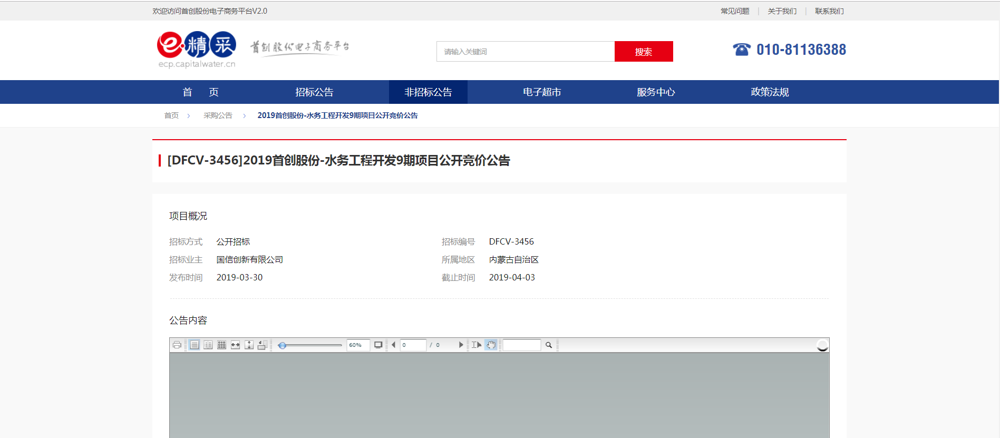 欢迎访问首创股份电子商务平台V2.0
常见问题 | 关于我们 | 联系我们
e·精采
ecp.capitalwater.cn
首创股份电子商务平台
请输入关键词
搜索
010-81136388
首 页 招标公告 非招标公告 电子超市 服务中心 政策法规
首页 > 采购公告 > 2019首创股份-水务工程开发9期项目公开竞价公告
[DFCV-3456]2019首创股份-水务工程开发9期项目公开竞价公告
项目概况
招标方式 公开招标 招标编号 DFCV-3456
招标业主 国信创新有限公司 所属地区 内蒙古自治区
发布时间 2019-03-30 截止时间 2019-04-03
公告内容
60% 0 / 0